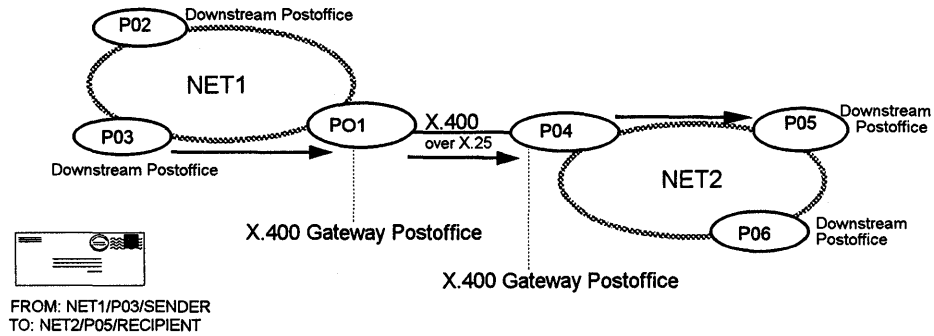 P02
Downstream Postoffice
NET1
P03
Downstream Postoffice
PO1
X.400
over X.25
P04
P05
Downstream
Postoffice
NET2
P06
Downstream
Postoffice
X.400 Gateway Postoffice
X.400 Gateway Postoffice
FROM: NET1/P03/SENDER
TO: NET2/P05/RECIPIENT